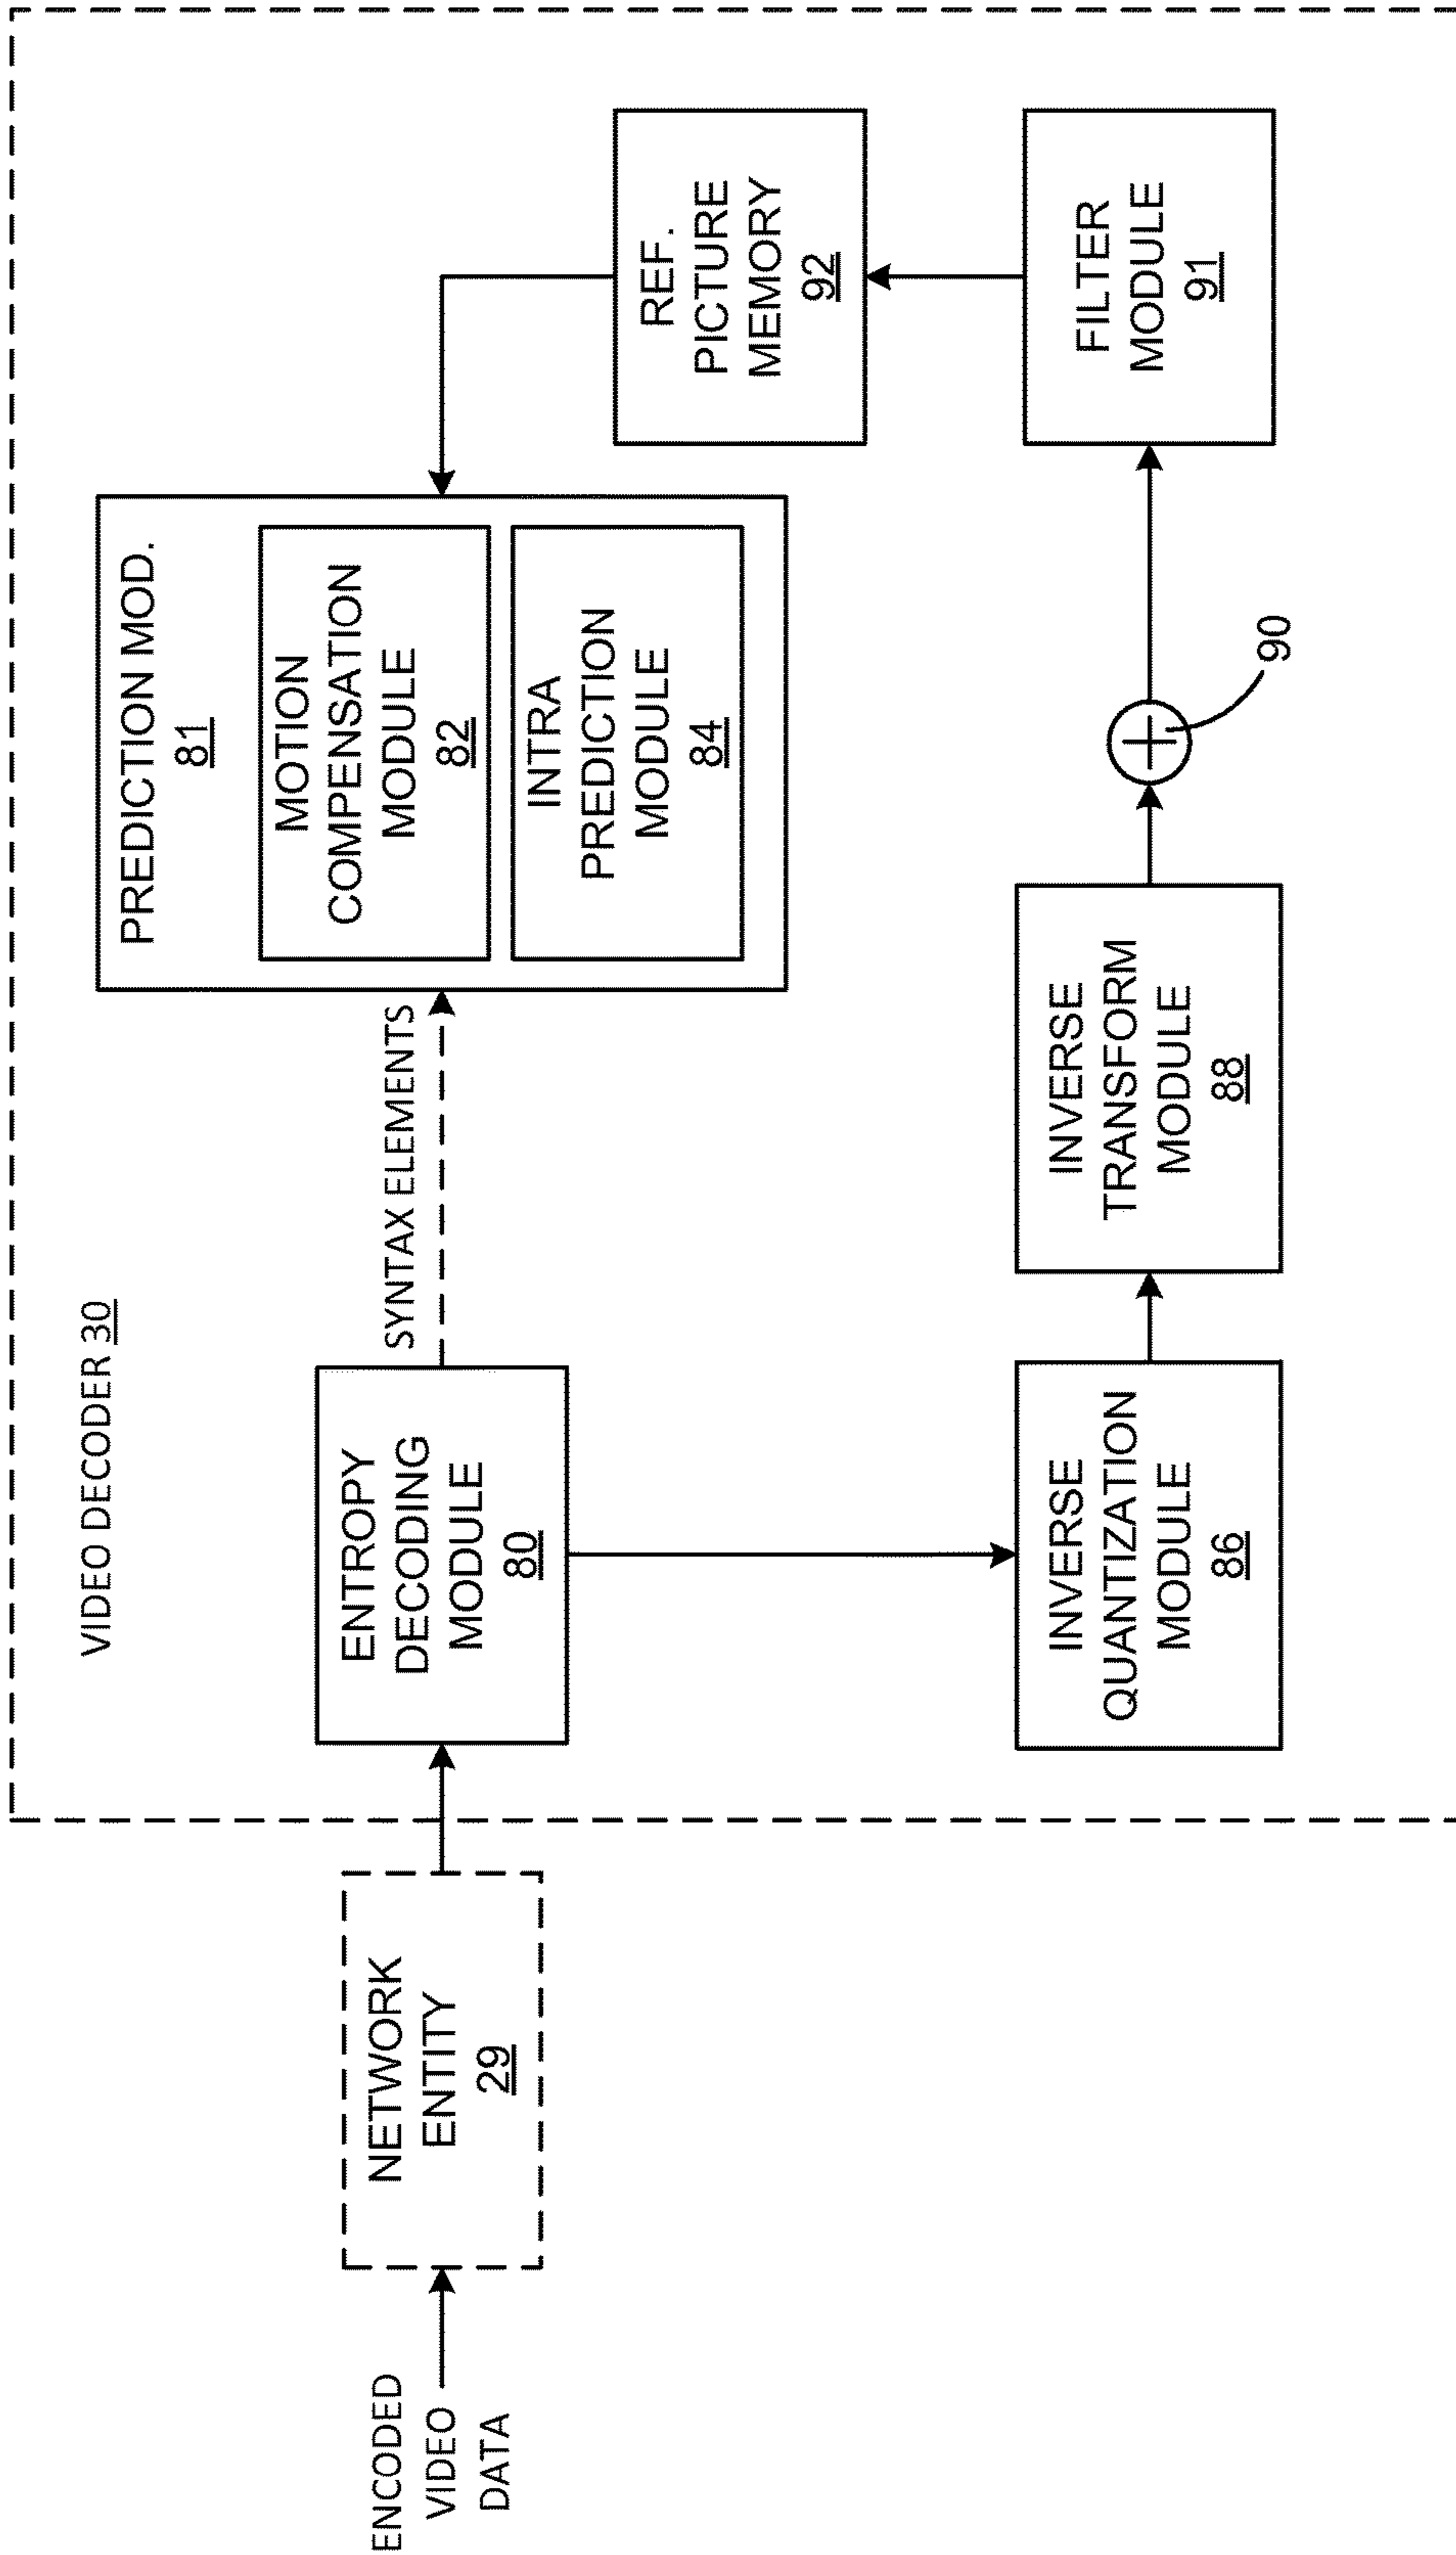 VIDEO DECODER 30
ENCODED
VIDEO
DATA
NETWORK
ENTITY
29
ENTROPY
DECODING
MODULE
80
SYNTAX ELEMENTS
PREDICTION MOD.
81
MOTION
COMPENSATION
MODULE
82
INTRA
PREDICTION
MODULE
84
REF.
PICTURE
MEMORY
92
INVERSE
QUANTIZATION
MODULE
86
INVERSE
TRANSFORM
MODULE
88
90
FILTER
MODULE
91